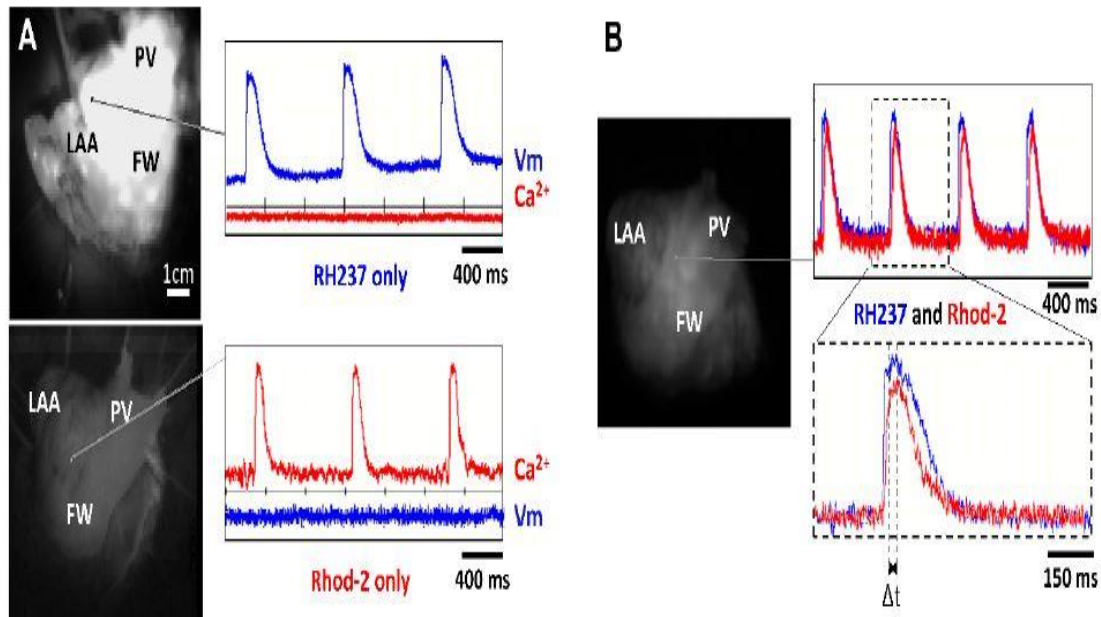 A
PV
LAA
FW
1cm
Vm
Ca²⁺
400 ms
RH237 only
LAA
PV
FW
Ca²⁺
Vm
400 ms
Rhod-2 only
B
LAA
PV
FW
400 ms
RH237 and Rhod-2
150 ms
Δt